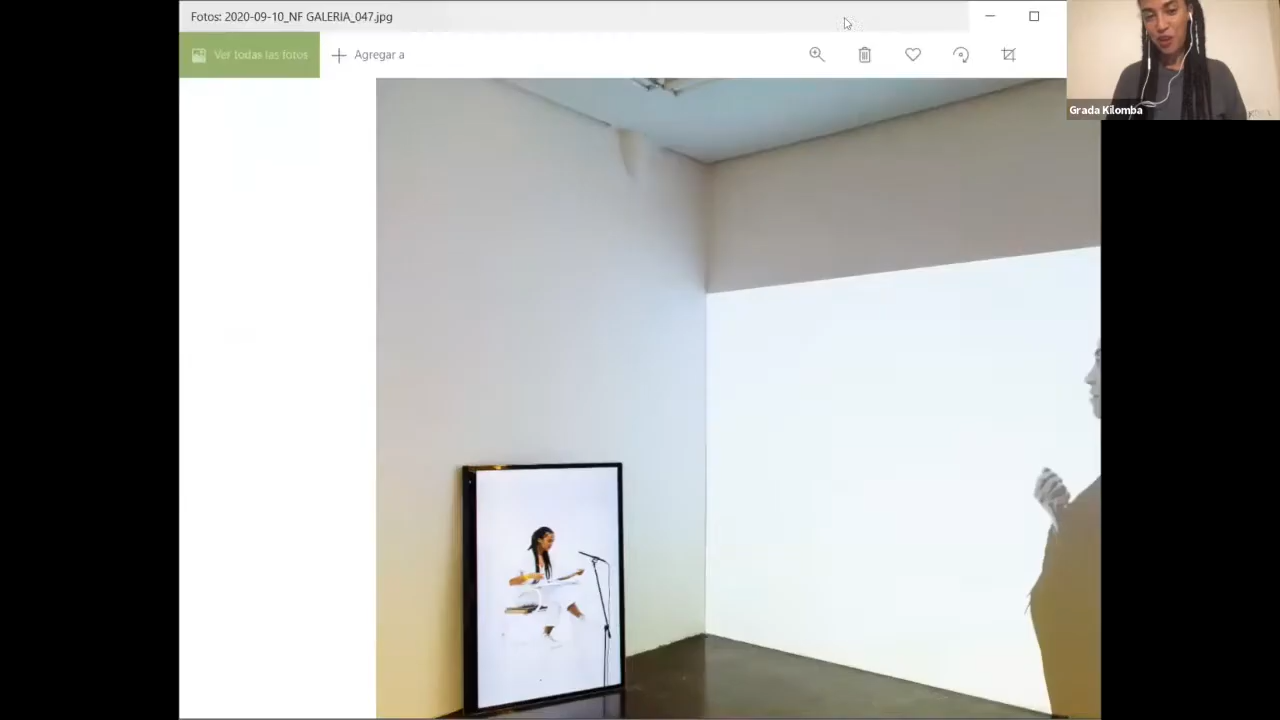 Fotos: 2020-09-10_NF GALERIA_047.jpg
Ver todas las fotos
Agregar a
Grada Kilomba